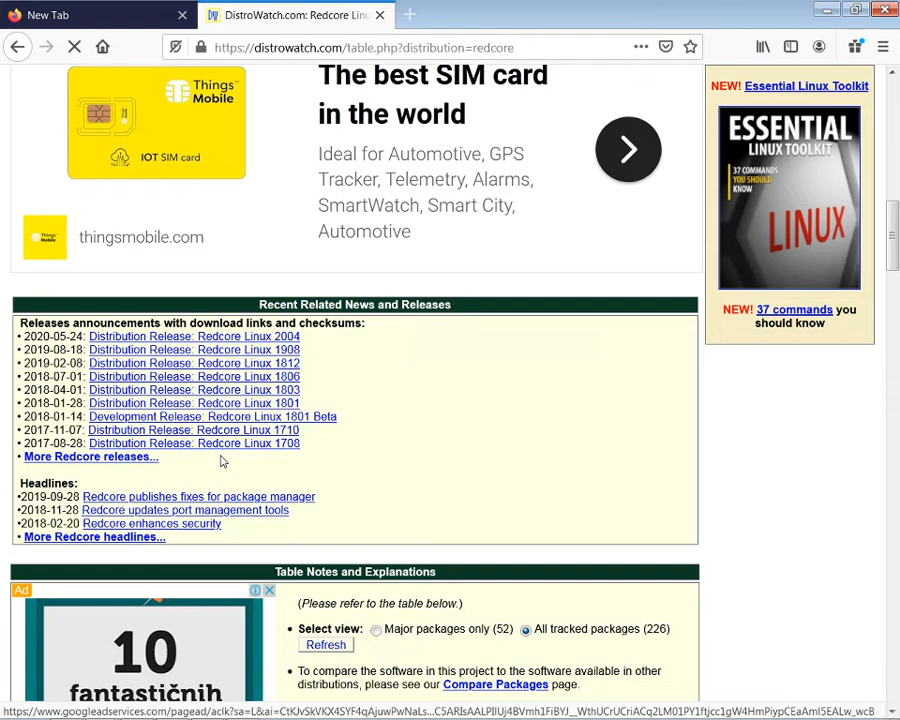 New Tab
DistroWatch.com: Redcore Linu
https://distrowatch.com/table.php?distribution=redcore
Things
Mobile
IOT SIM card
The best SIM card
in the world
Ideal for Automotive, GPS
Tracker, Telemetry, Alarms,
SmartWatch, Smart City,
Automotive
thingsmobile.com
NEW! Essential Linux Toolkit
ESSENTIAL
LINUX TOOLKIT
37 COMMANDS
YOU SHOULD
KNOW
LINUX
NEW! 37 commands you
should know
Recent Related News and Releases
Releases announcements with download links and checksums:
• 2020-05-24: Distribution Release: Redcore Linux 2004
• 2019-08-18: Distribution Release: Redcore Linux 1908
• 2019-02-08: Distribution Release: Redcore Linux 1812
• 2018-07-01: Distribution Release: Redcore Linux 1806
• 2018-04-01: Distribution Release: Redcore Linux 1803
• 2018-01-28: Distribution Release: Redcore Linux 1801
• 2018-01-14: Development Release: Redcore Linux 1801 Beta
• 2017-11-07: Distribution Release: Redcore Linux 1710
• 2017-08-28: Distribution Release: Redcore Linux 1708
• More Redcore releases...
Headlines:
•2019-09-28 Redcore publishes fixes for package manager
•2018-11-28 Redcore updates port management tools
•2018-02-20 Redcore enhances security
• More Redcore headlines...
Table Notes and Explanations
Ad
10
fantastičnih
(Please refer to the table below.)
• Select view: Major packages only (52) All tracked packages (226)
Refresh
• To compare the software in this project to the software available in other
distributions, please see our Compare Packages page.